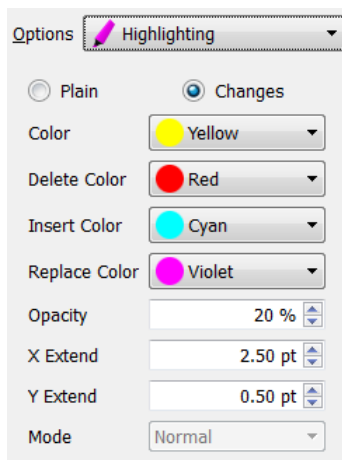 Options Highlighting
Plain Changes
Color Yellow
Delete Color Red
Insert Color Cyan
Replace Color Violet
Opacity 20 %
X Extend 2.50 pt
Y Extend 0.50 pt
Mode Normal